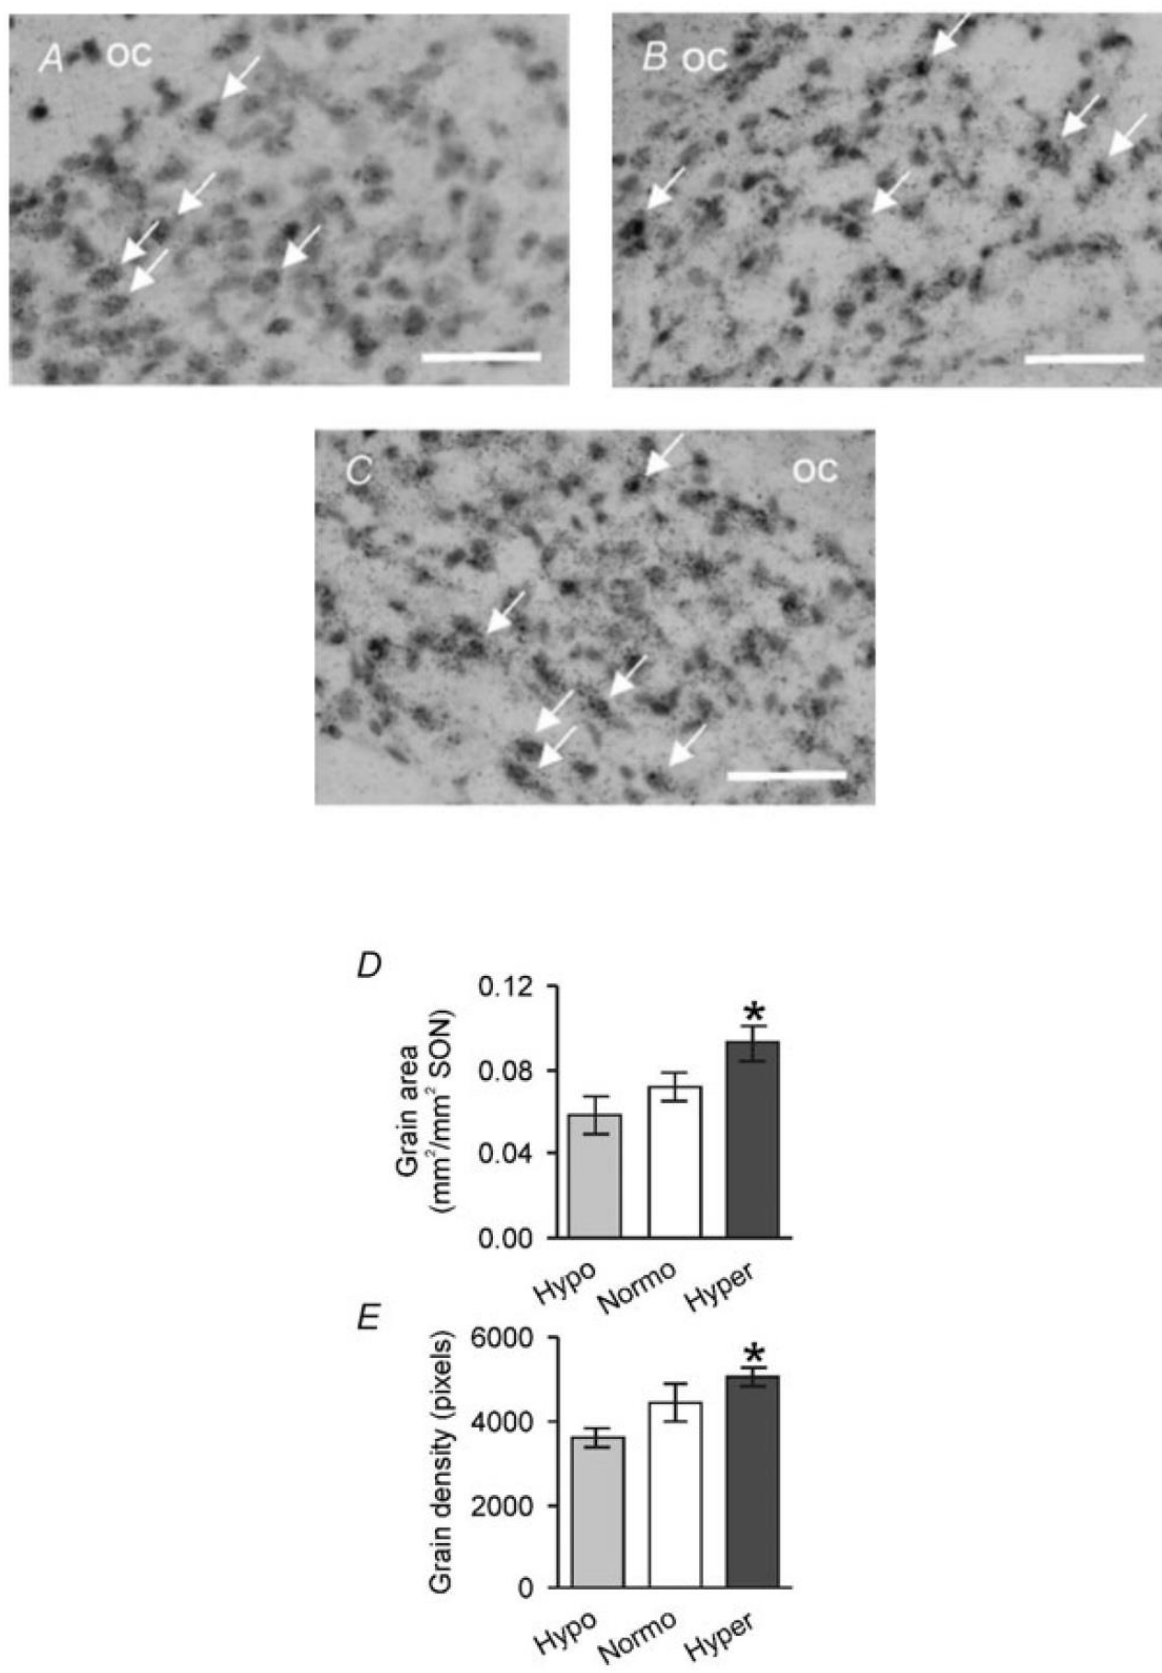 A oc
B oc
C oc
D
0.12
0.08
0.04
0.00
Grain area
(mm²/mm² SON)
*
Hypo
Normo
Hyper
E
6000
4000
2000
0
Grain density (pixels)
*
Hypo
Normo
Hyper